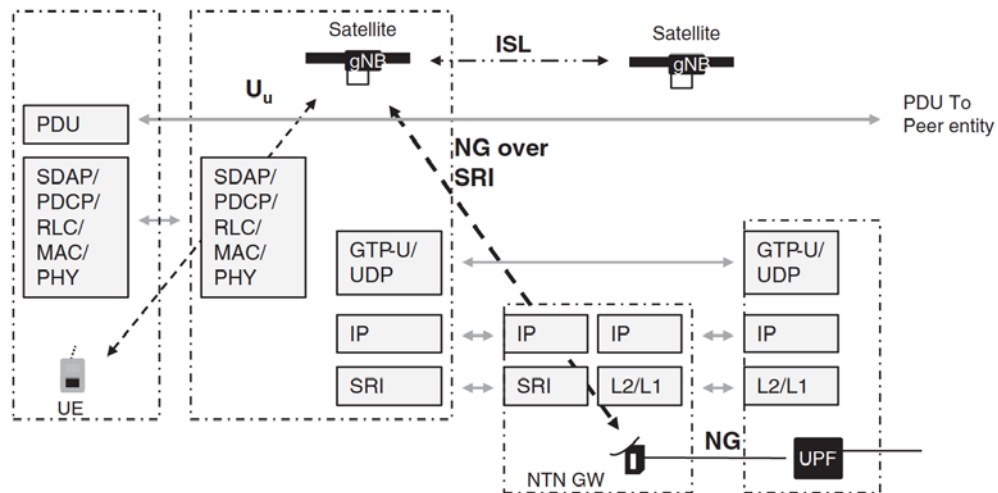 Satellite
gNB
ISL
Satellite
gNB
Uu
PDU
PDU To
Peer entity
NG over
SRI
SDAP/
PDCP/
RLC/
MAC/
PHY
SDAP/
PDCP/
RLC/
MAC/
PHY
GTP-U/
UDP
GTP-U/
UDP
IP
IP
IP
IP
SRI
SRI
L2/L1
L2/L1
UE
NTN GW
NG
UPF